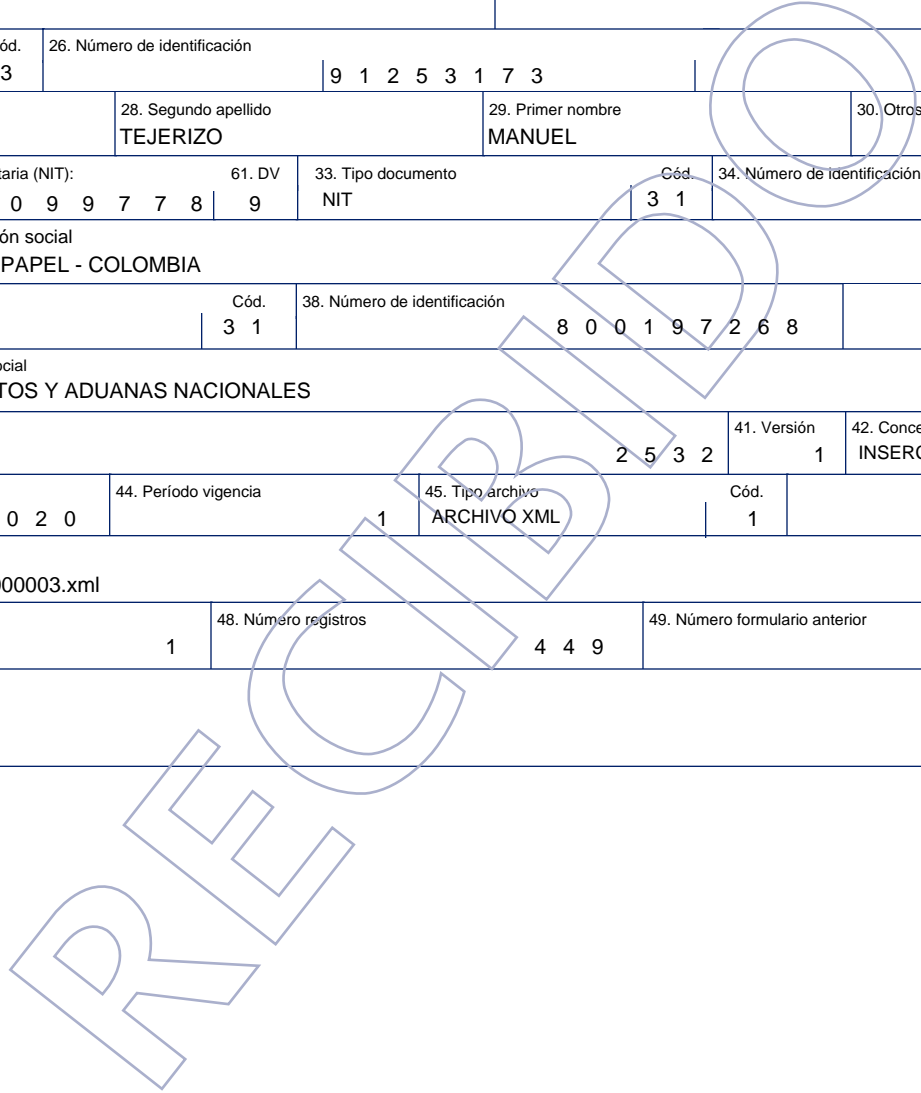 ód. 26. Número de identificación
3 9 1 2 5 3 1 7 3
28. Segundo apellido 29. Primer nombre 30. Otros
TEJERIZO MANUEL
taria (NIT): 61. DV 33. Tipo documento Cód. 34. Número de identificación
0 9 9 7 7 8 9 NIT 3 1
ón social
PAPEL - COLOMBIA
Cód. 38. Número de identificación
3 1 8 0 0 1 9 7 2 6 8
ocial
TOS Y ADUANAS NACIONALES
41. Versión 42. Conce
2 5 3 2 1 INSERC
44. Período vigencia 45. Tipo archivo Cód.
0 2 0 1 ARCHIVO XML 1
000003.xml
48. Número registros 49. Número formulario anterior
1 4 4 9
RECIBIDO